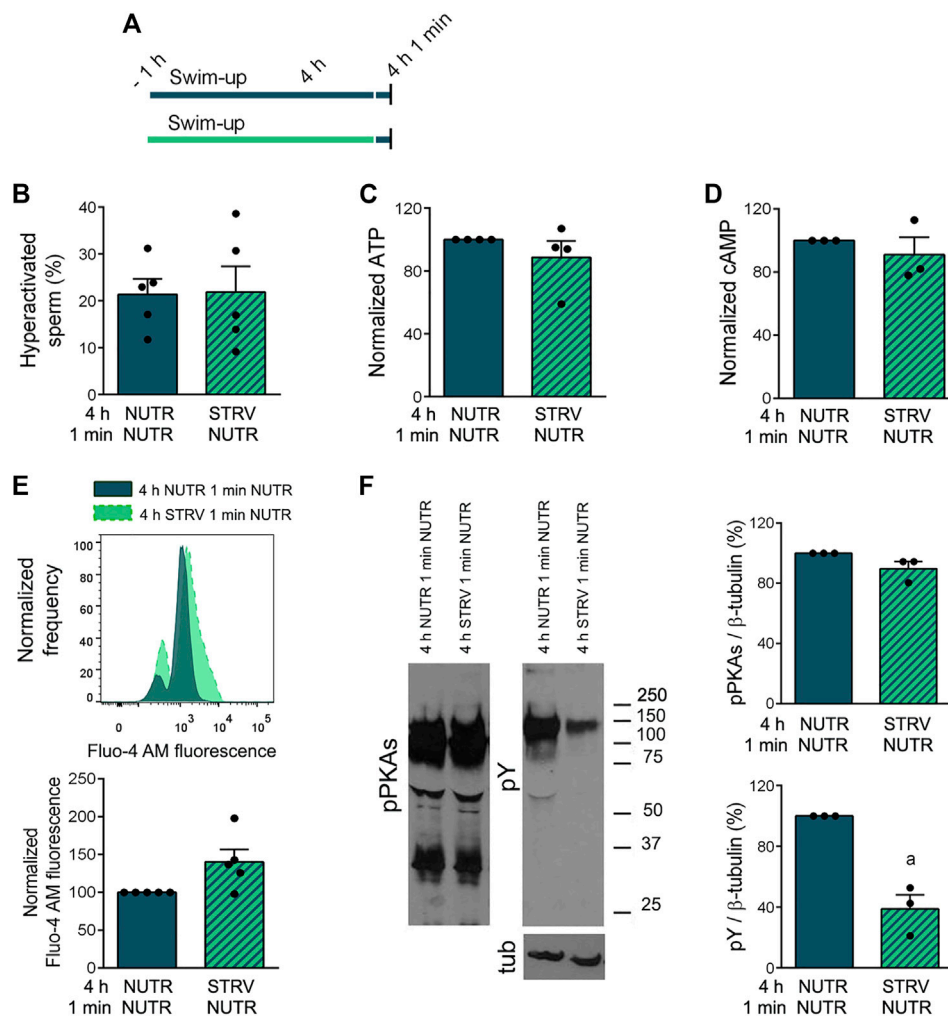 A
- 1 h
4 h
4 h 1 min
Swim-up
Swim-up
B
Hyperactivated
sperm (%)
40
30
20
10
0
4 h NUTR STRV
1 min NUTR NUTR
C
Normalized ATP
120
80
40
0
4 h NUTR STRV
1 min NUTR NUTR
D
Normalized cAMP
120
80
40
0
4 h NUTR STRV
1 min NUTR NUTR
E
4 h NUTR 1 min NUTR
4 h STRV 1 min NUTR
Normalized
frequency
100
80
60
40
20
0
0 10³ 10⁴ 10⁵
Fluo-4 AM fluorescence
Normalized
Fluo-4 AM fluorescence
250
200
150
100
50
0
4 h NUTR STRV
1 min NUTR NUTR
F
4 h NUTR 1 min NUTR
4 h STRV 1 min NUTR
4 h NUTR 1 min NUTR
4 h STRV 1 min NUTR
pPKAs
pY
250
150
100
75
50
37
25
tub
pPKAs / β-tubulin (%)
120
80
40
0
4 h NUTR STRV
1 min NUTR NUTR
pY / β-tubulin (%)
120
80
40
0
a
4 h NUTR STRV
1 min NUTR NUTR